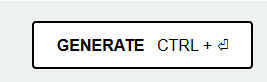 GENERATE CTRL + ⏎